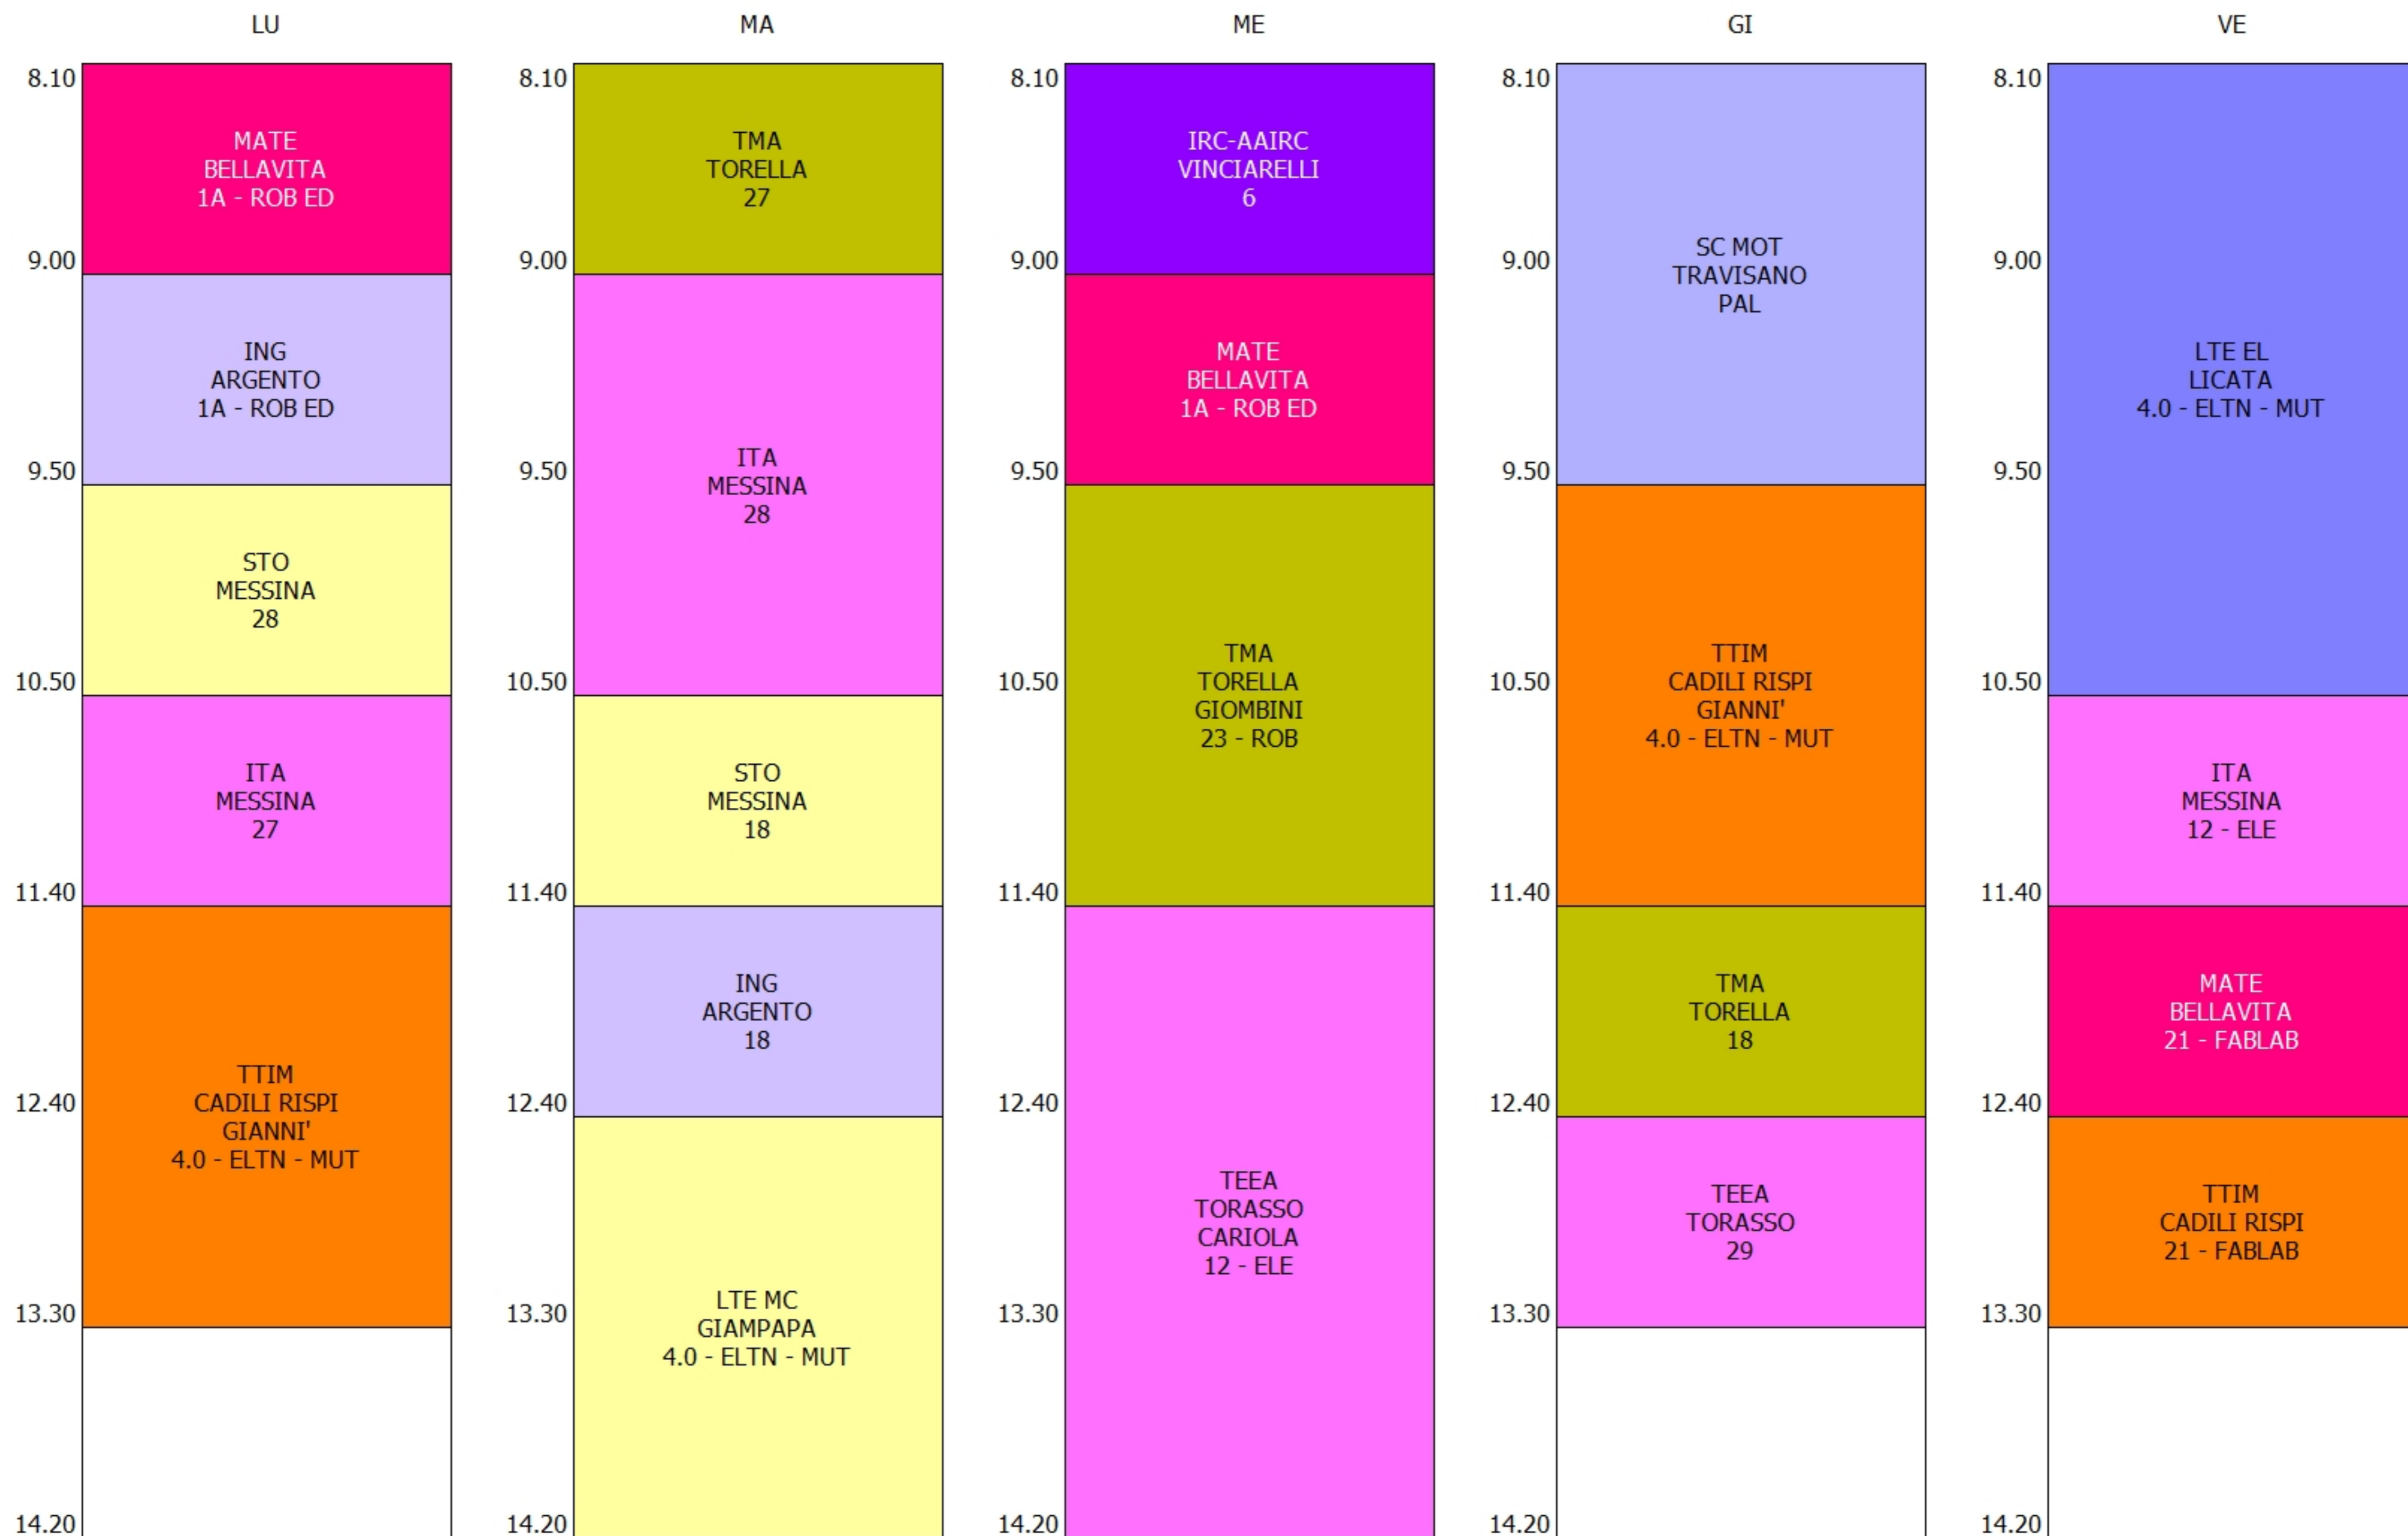 LU
8.10
MATE
BELLAVITA
1A - ROB ED
9.00
ING
ARGENTO
1A - ROB ED
9.50
STO
MESSINA
28
10.50
ITA
MESSINA
27
11.40
TTIM
CADILI RISPI
GIANNI'
4.0 - ELTN - MUT
12.40
13.30
14.20
MA
8.10
TMA
TORELLA
27
9.00
ITA
MESSINA
28
9.50
10.50
STO
MESSINA
18
11.40
ING
ARGENTO
18
12.40
LTE MC
GIAMPAPA
4.0 - ELTN - MUT
13.30
14.20
ME
8.10
IRC-AAIRC
VINCIARELLI
6
9.00
MATE
BELLAVITA
1A - ROB ED
9.50
TMA
TORELLA
GIOMBINI
23 - ROB
10.50
11.40
TEEA
TORASSO
CARIOLA
12 - ELE
12.40
13.30
14.20
GI
8.10
SC MOT
TRAVISANO
PAL
9.00
9.50
TTIM
CADILI RISPI
GIANNI'
4.0 - ELTN - MUT
10.50
11.40
TMA
TORELLA
18
12.40
TEEA
TORASSO
29
13.30
14.20
VE
8.10
9.00
LTE EL
LICATA
4.0 - ELTN - MUT
9.50
10.50
ITA
MESSINA
12 - ELE
11.40
MATE
BELLAVITA
21 - FABLAB
12.40
TTIM
CADILI RISPI
21 - FABLAB
13.30
14.20